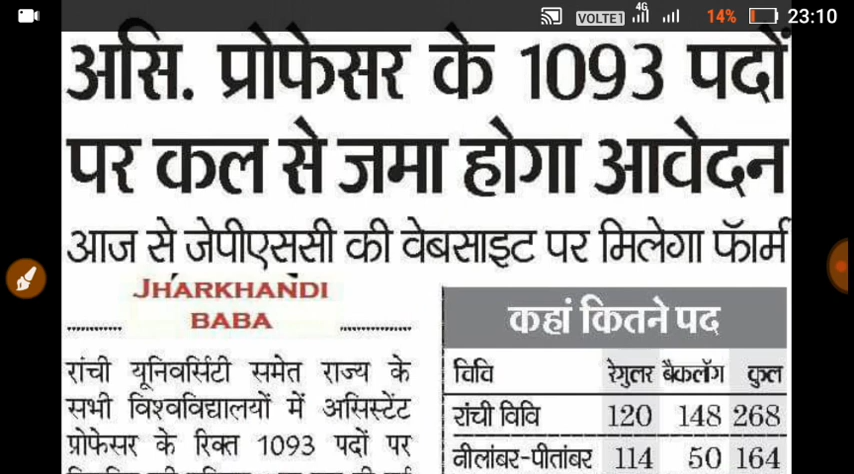 VOLTE1 4G 14% 23:10
असि. प्रोफेसर के 1093 पदों
पर कल से जमा होगा आवेदन
आज से जेपीएससी की वेबसाइट पर मिलेगा फॅार्म
JHARKHANDI
BABA
रांची यूनिवर्सिटी समेत राज्य के
सभी विश्वविद्यालयों में असिस्टेंट
प्रोफेसर के रिक्त 1093 पदों पर
कहां कितने पद
विवि रेगुलर बैकलॉग कुल
रांची विवि 120 148 268
नीलांबर-पीतांबर 114 50 164